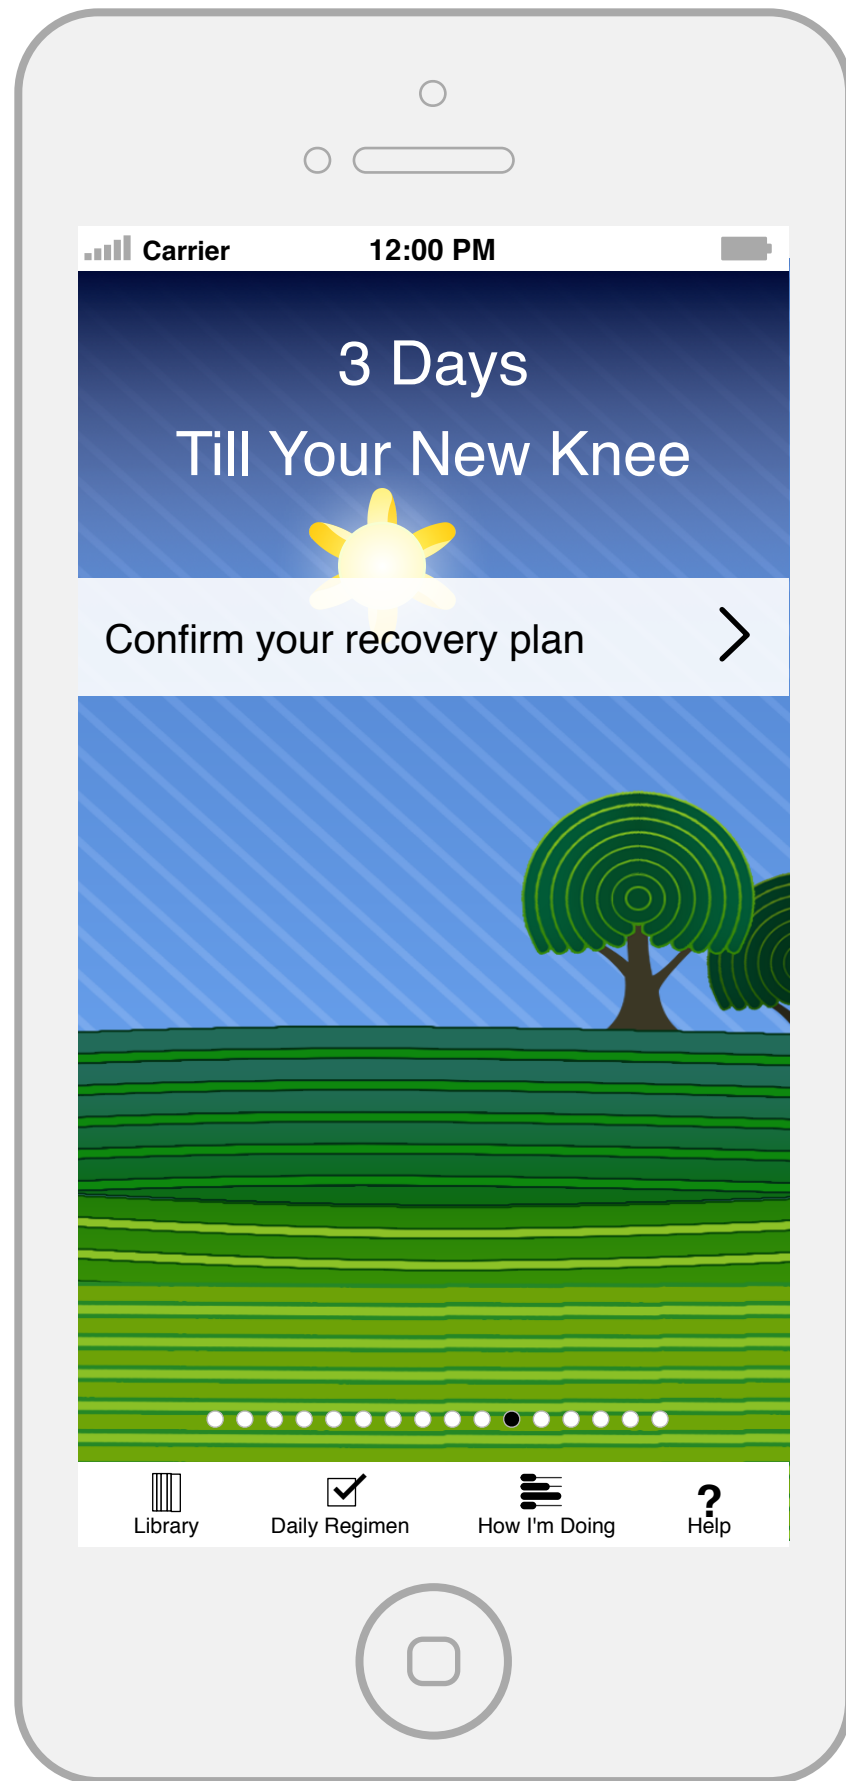 Carrier 12:00 PM
3 Days
Till Your New Knee
Confirm your recovery plan
Library Daily Regimen How I'm Doing ? Help